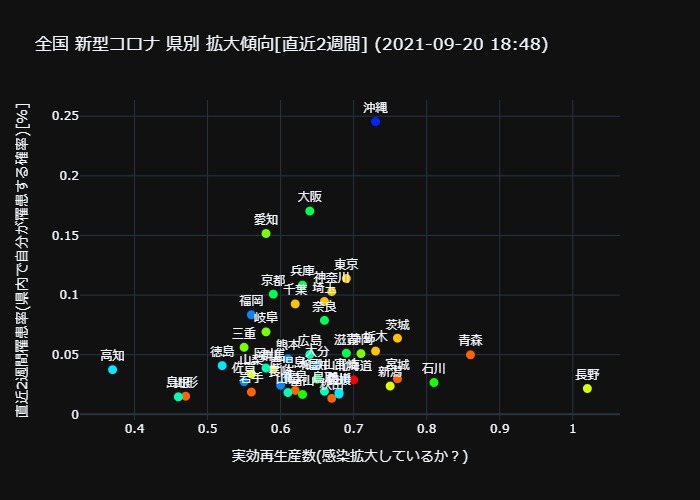 全国 新型コロナ 県別 拡大傾向[直近2週間] (2021-09-20 18:48)
直近2週間罹患率(県内で自分が罹患する確率)[%]
0.25
0.2
0.15
0.1
0.05
0
沖縄
大阪
愛知
東京
兵庫
神奈川
京都
千葉
埼玉
福岡
奈良
岐阜
茨城
三重
熊本
広島
滋賀
静岡
栃木
青森
徳島
大分
高知
佐賀
宮城
石川
新潟
長野
岩手
島根
山形
0.4
0.5
0.6
0.7
0.8
0.9
1
実効再生産数(感染拡大しているか？)